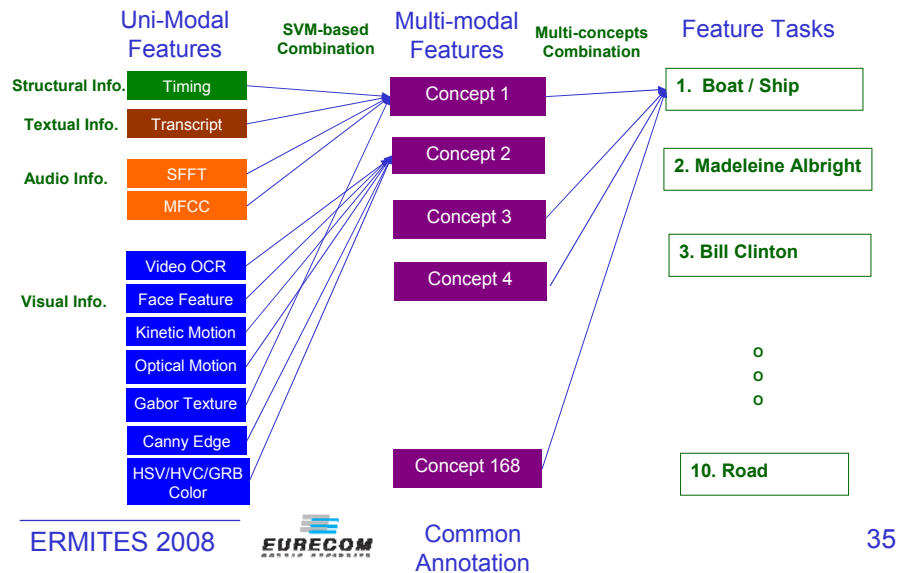 Uni-Modal
Features
SVM-based
Combination
Multi-modal
Features
Multi-concepts
Combination
Feature Tasks
Structural Info.
Timing
Textual Info.
Transcript
Audio Info.
SFFT
MFCC
Visual Info.
Video OCR
Face Feature
Kinetic Motion
Optical Motion
Gabor Texture
Canny Edge
HSV/HVC/GRB
Color
Concept 1
Concept 2
Concept 3
Concept 4
Concept 168
1. Boat / Ship
2. Madeleine Albright
3. Bill Clinton
o
o
o
10. Road
ERMITES 2008
EURECOM
Common
Annotation
35